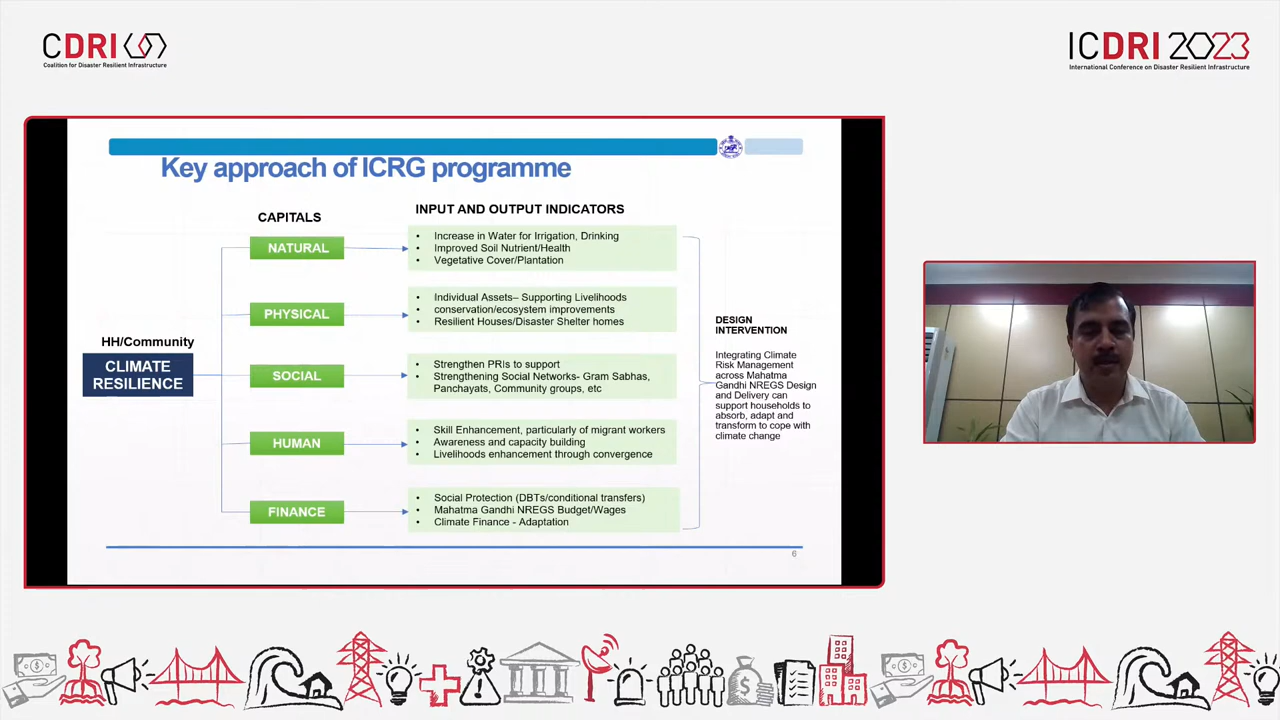 CDRI
Coalition for Disaster Resilient Infrastructure
ICDRI 2023
International Conference on Disaster Resilient Infrastructure
Key approach of ICRG programme
CAPITALS
INPUT AND OUTPUT INDICATORS
HH/Community
CLIMATE
RESILIENCE
NATURAL
• Increase in Water for Irrigation, Drinking
• Improved Soil Nutrient/Health
• Vegetative Cover/Plantation
PHYSICAL
• Individual Assets– Supporting Livelihoods
• conservation/ecosystem improvements
• Resilient Houses/Disaster Shelter homes
SOCIAL
• Strengthen PRIs to support
• Strengthening Social Networks- Gram Sabhas,
Panchayats, Community groups, etc
HUMAN
• Skill Enhancement, particularly of migrant workers
• Awareness and capacity building
• Livelihoods enhancement through convergence
FINANCE
• Social Protection (DBTs/conditional transfers)
• Mahatma Gandhi NREGS Budget/Wages
• Climate Finance - Adaptation
DESIGN
INTERVENTION
Integrating Climate
Risk Management
across Mahatma
Gandhi NREGS Design
and Delivery can
support households to
absorb, adapt and
transform to cope with
climate change
6